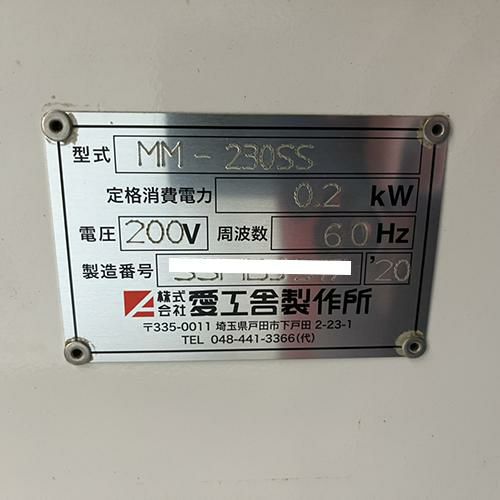 型式 MM-230SS
定格消費電力 0.2 kW
電圧 200V 周波数 60Hz
製造番号 '20
株式会社 愛工舎製作所
〒335-0011 埼玉県戸田市下戸田 2-23-1
TEL 048-441-3366(代)